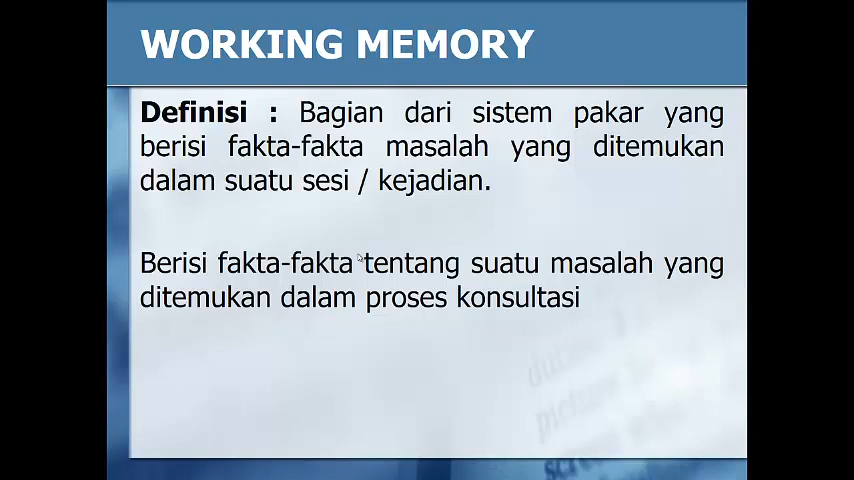 WORKING MEMORY
Definisi : Bagian dari sistem pakar yang
berisi fakta-fakta masalah yang ditemukan
dalam suatu sesi / kejadian.
Berisi fakta-fakta tentang suatu masalah yang
ditemukan dalam proses konsultasi